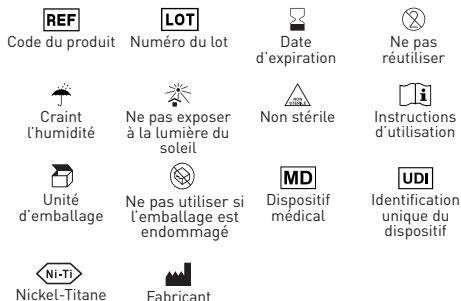 REF
LOT
Code du produit
Numéro du lot
Date
d'expiration
Ne pas
réutiliser
2
Craint
l'humidité
Ne pas exposer
à la lumière du
soleil
NON
STERILE
Non stérile
i
Instructions
d'utilisation
Unité
d'emballage
Ne pas utiliser si
l'emballage est
endommagé
MD
Dispositif
médical
UDI
Identification
unique du
dispositif
Ni-Ti
Nickel-Titane
Fabricant